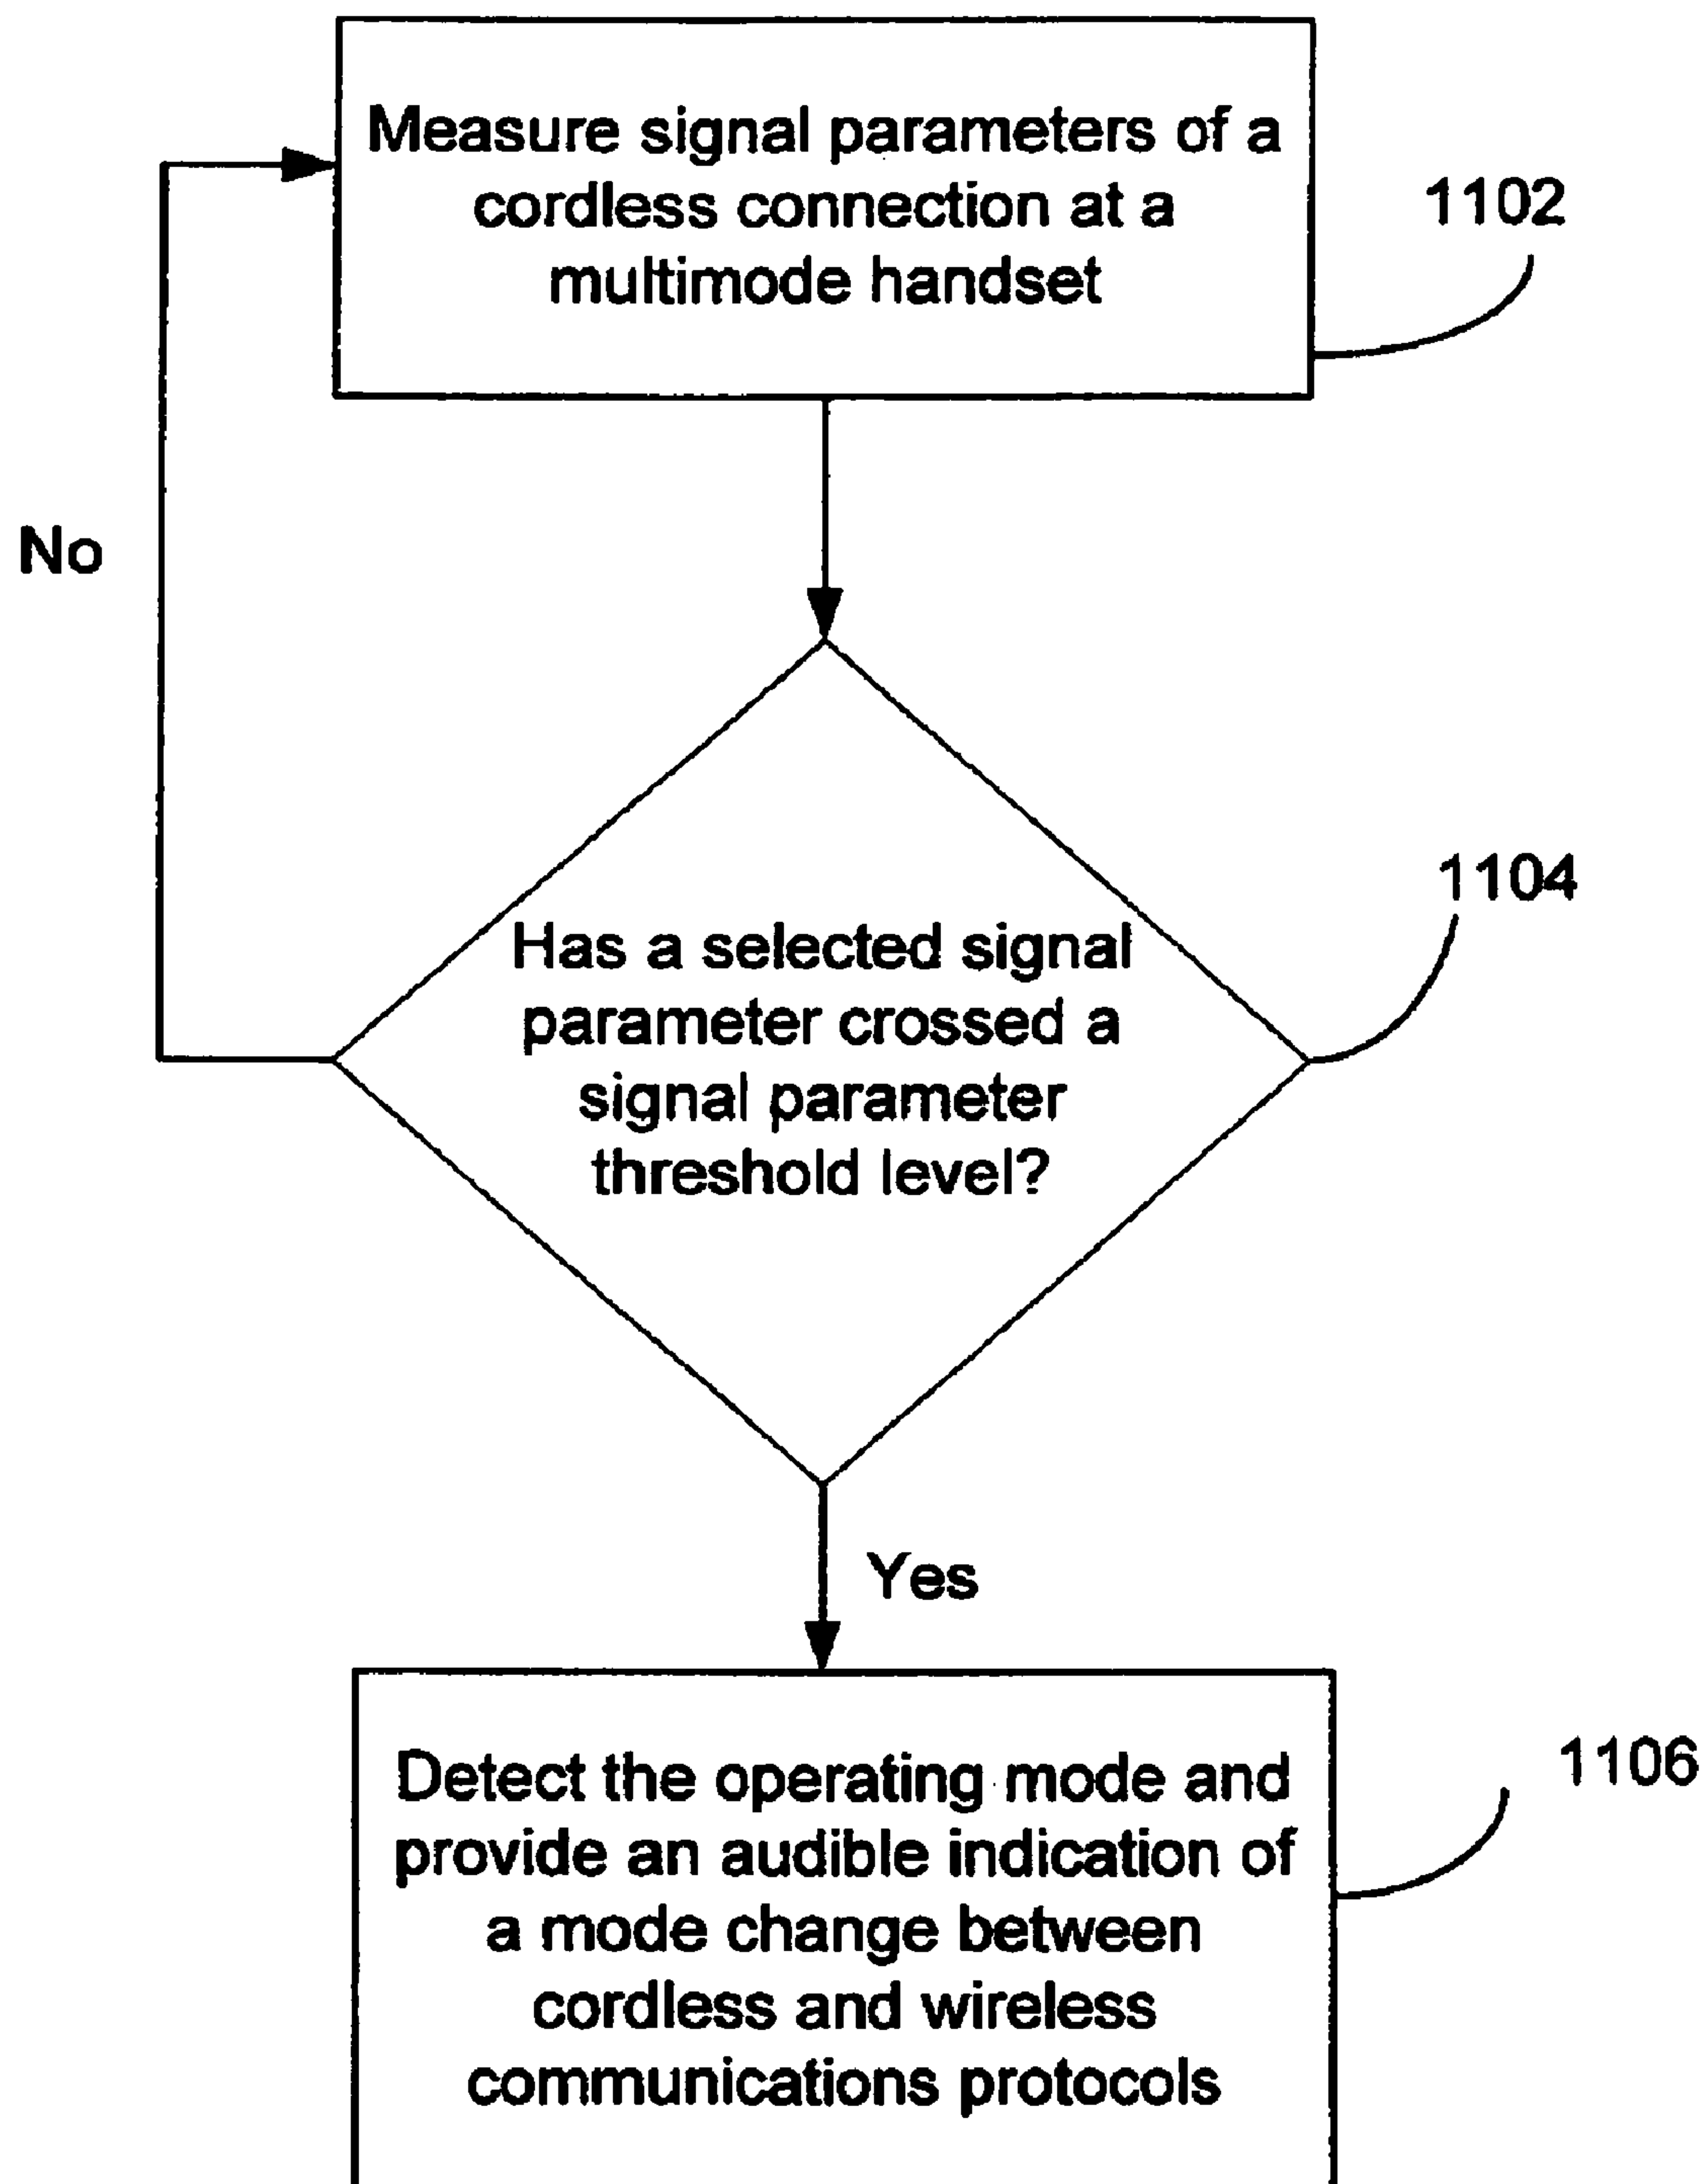 Measure signal parameters of a
cordless connection at a
multimode handset
1102
No
1104
Has a selected signal
parameter crossed a
signal parameter
threshold level?
Yes
Detect the operating mode and
provide an audible indication of
a mode change between
cordless and wireless
communications protocols
1106